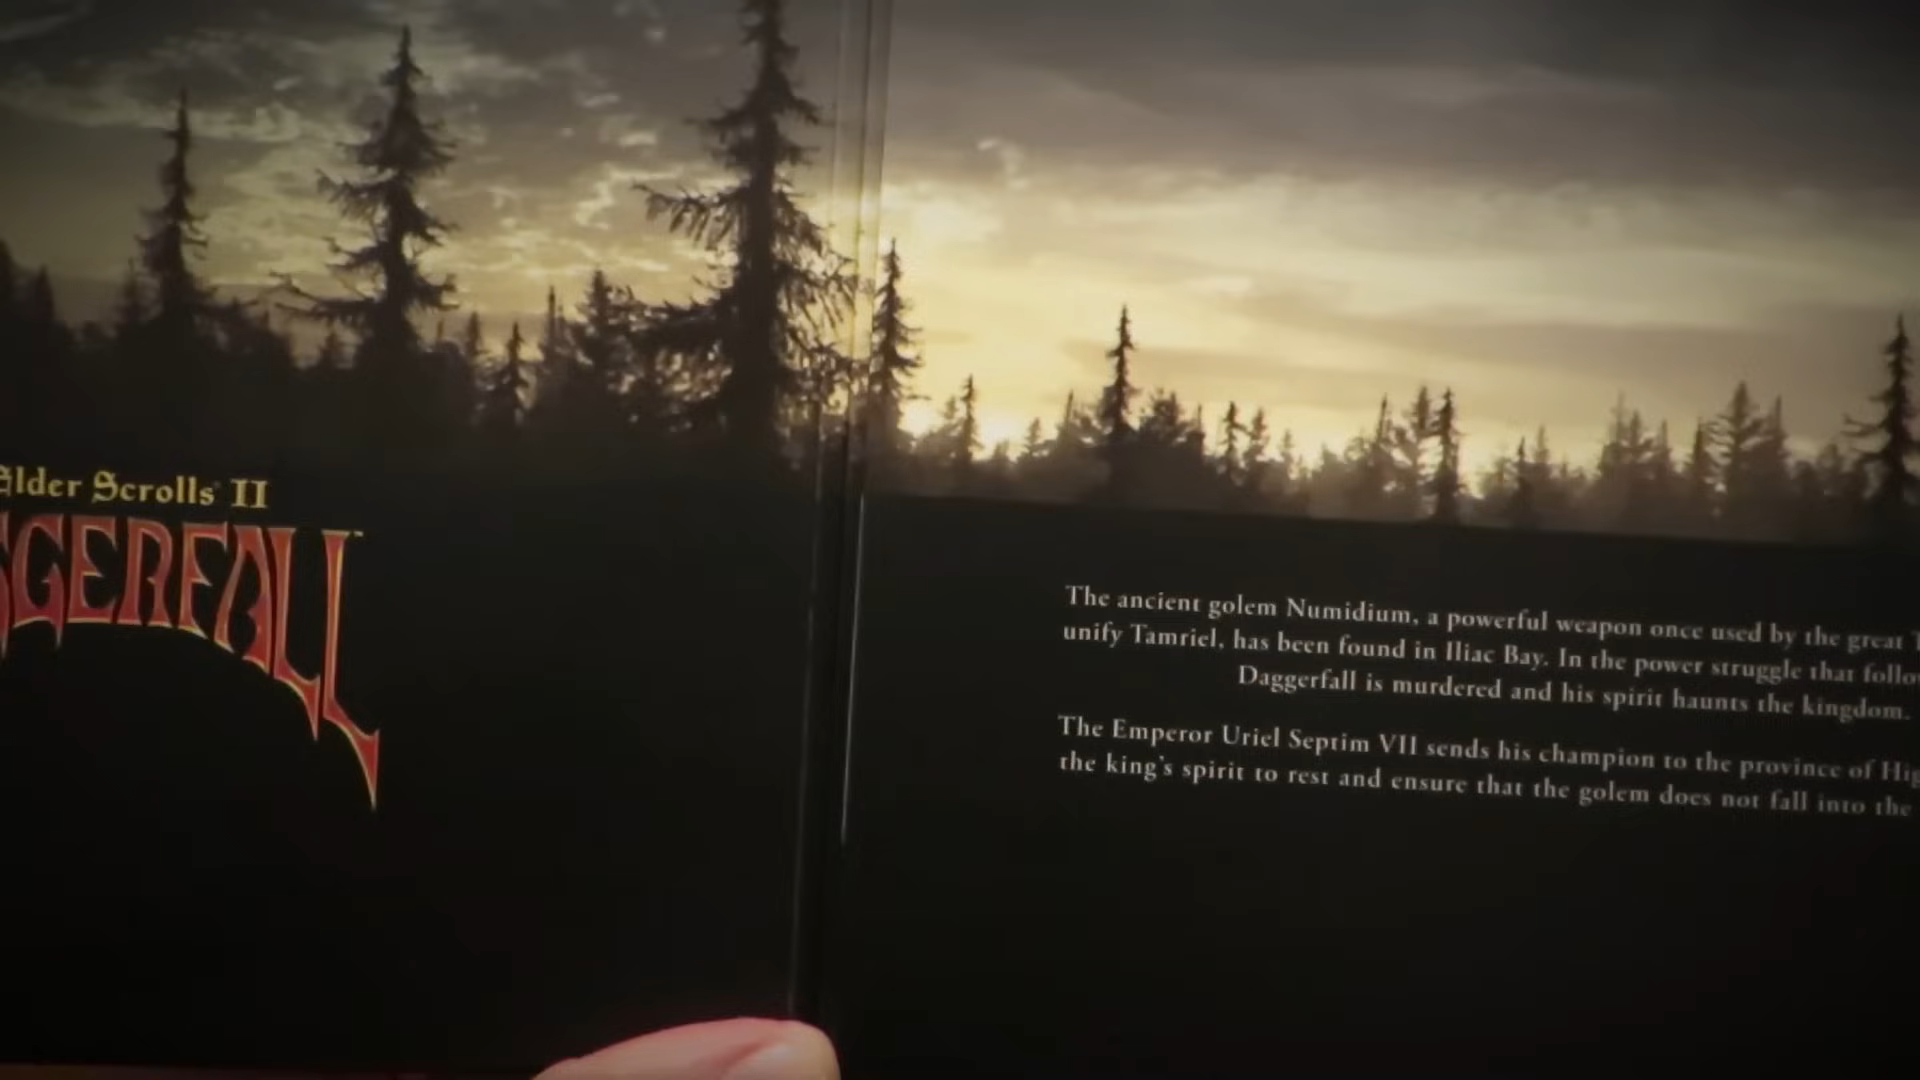 Elder Scrolls II
GERFALL
The ancient golem Numidium, a powerful weapon once used by the great
unify Tamriel, has been found in Iliac Bay. In the power struggle that
Daggerfall is murdered and his spirit haunts the kingdom.
The Emperor Uriel Septim VII sends his champion to the province of
the king's spirit to rest and ensure that the golem does not fall into the